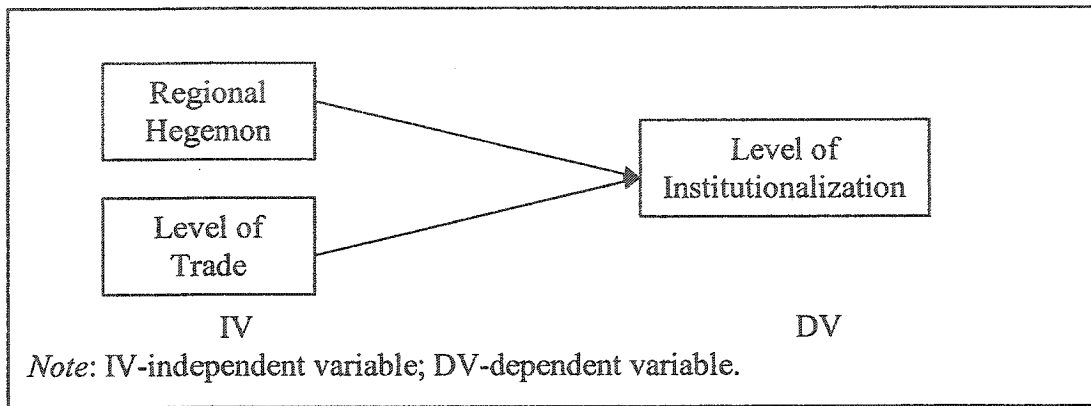 Regional
Hegemon
Level of
Institutionalization
Level of
Trade
IV
DV
Note: IV-independent variable; DV-dependent variable.